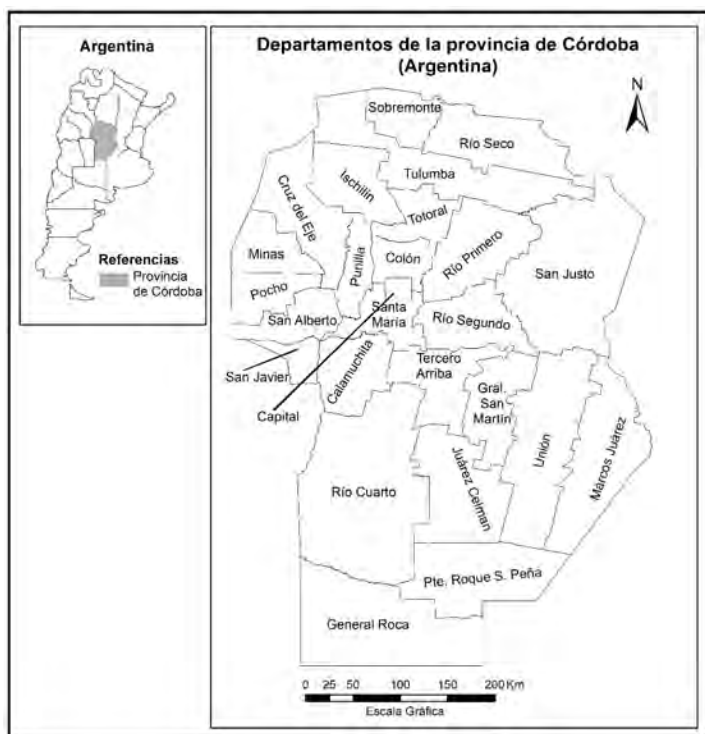 Argentina
Referencias
Provincia
de Córdoba
Departamentos de la provincia de Córdoba
(Argentina)
N
Sobremonte
Río Seco
Tulumba
Ischilín
Cruz del Eje
Totoral
Río Primero
Punilla
Colón
Minas
San Justo
Pocho
San Alberto
Santa
María
Río Segundo
San Javier
Calamuchita
Tercero
Arriba
Capital
Gral.
San
Martín
Unión
Marcos Juárez
Juárez Celman
Río Cuarto
Pte. Roque S. Peña
General Roca
0 25 50 100 150 200 Km
Escala Gráfica